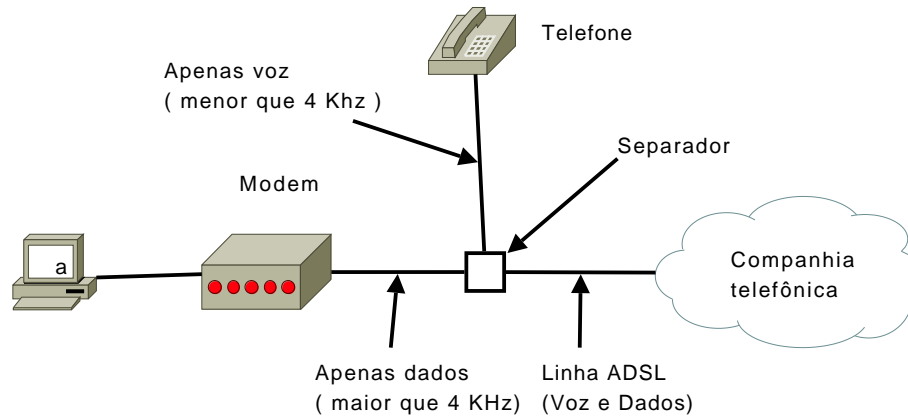 Telefone
Apenas voz
( menor que 4 Khz )
Separador
Modem
a
Companhia
telefônica
Apenas dados
( maior que 4 KHz)
Linha ADSL
(Voz e Dados)